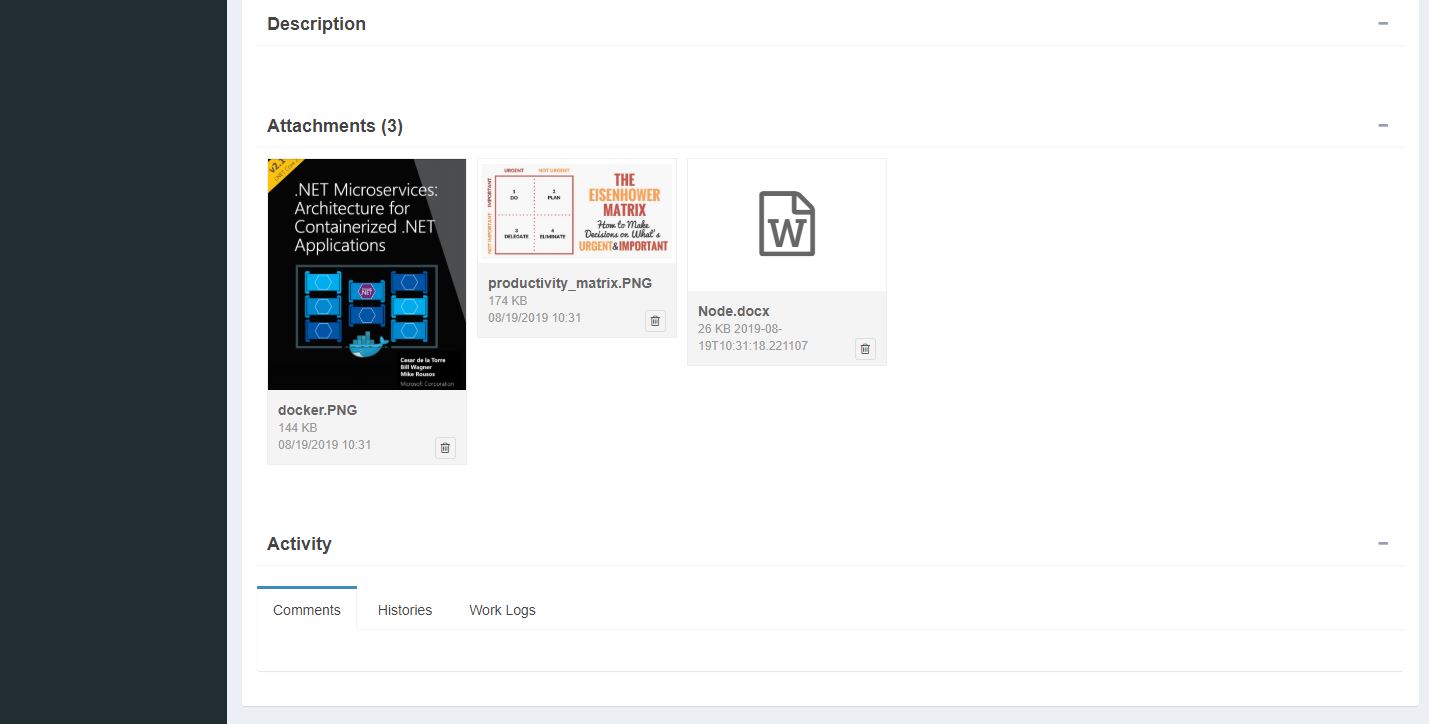 Description
Attachments (3)
v2.1
.NET Microservices:
Architecture for
Containerized .NET
Applications
Cesar de la Torre
Bill Wagner
Mike Rousos
Microsoft Corporation
docker.PNG
144 KB
08/19/2019 10:31
URGENT
NOT URGENT
IMPORTANT
NOT IMPORTANT
1
DO
2
PLAN
3
DELEGATE
4
ELIMINATE
THE
EISENHOWER
MATRIX
How to Make
Decisions on What's
URGENT&IMPORTANT
productivity_matrix.PNG
174 KB
08/19/2019 10:31
W
Node.docx
26 KB 2019-08-
19T10:31:18.221107
Activity
Comments
Histories
Work Logs